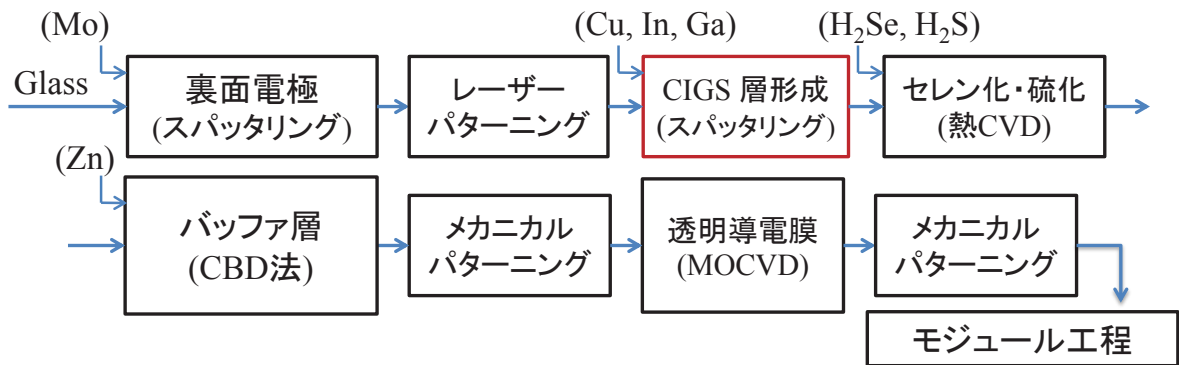 (Mo)
(Cu, In, Ga)
(H₂Se, H₂S)
Glass
裏面電極
(スパッタリング)
レーザー
パターニング
CIGS 層形成
(スパッタリング)
セレン化・硫化
(熱CVD)
(Zn)
バッファ層
(CBD法)
メカニカル
パターニング
透明導電膜
(MOCVD)
メカニカル
パターニング
モジュール工程